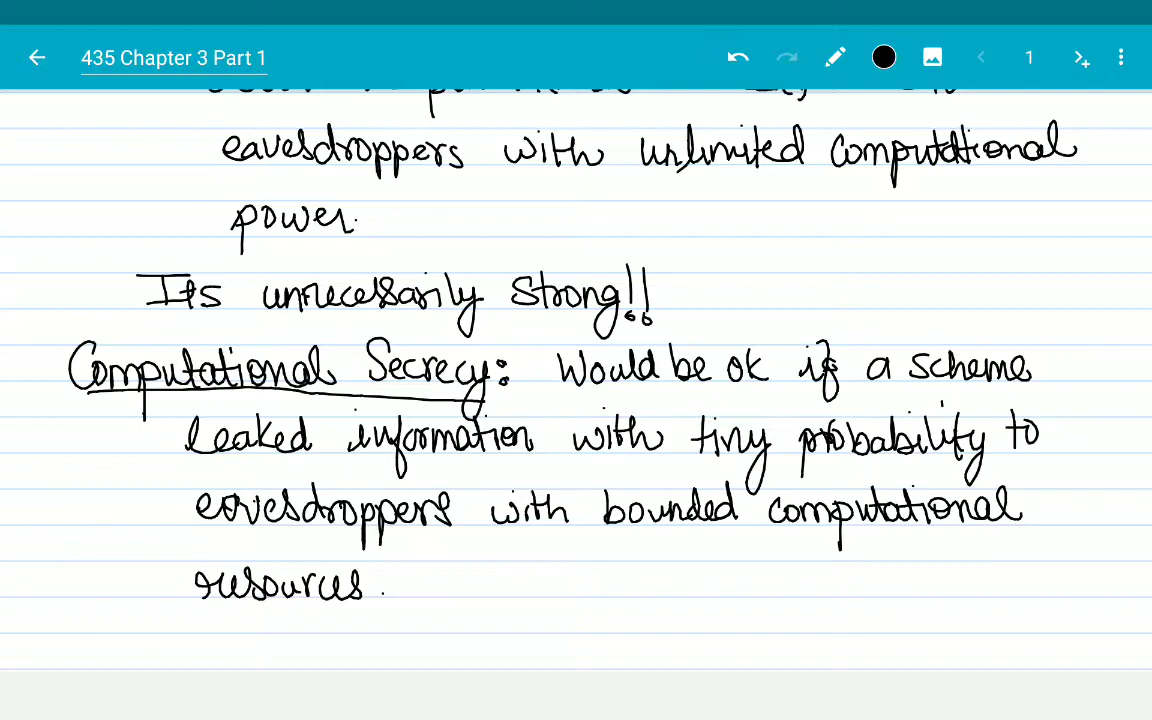 435 Chapter 3 Part 1
1
eavesdroppers with unlimited computational
power.
Its unnecessarily strong!!
Computational Secrecy: Would be ok if a scheme
leaked information with tiny probability to
eavesdroppers with bounded computational
resources.